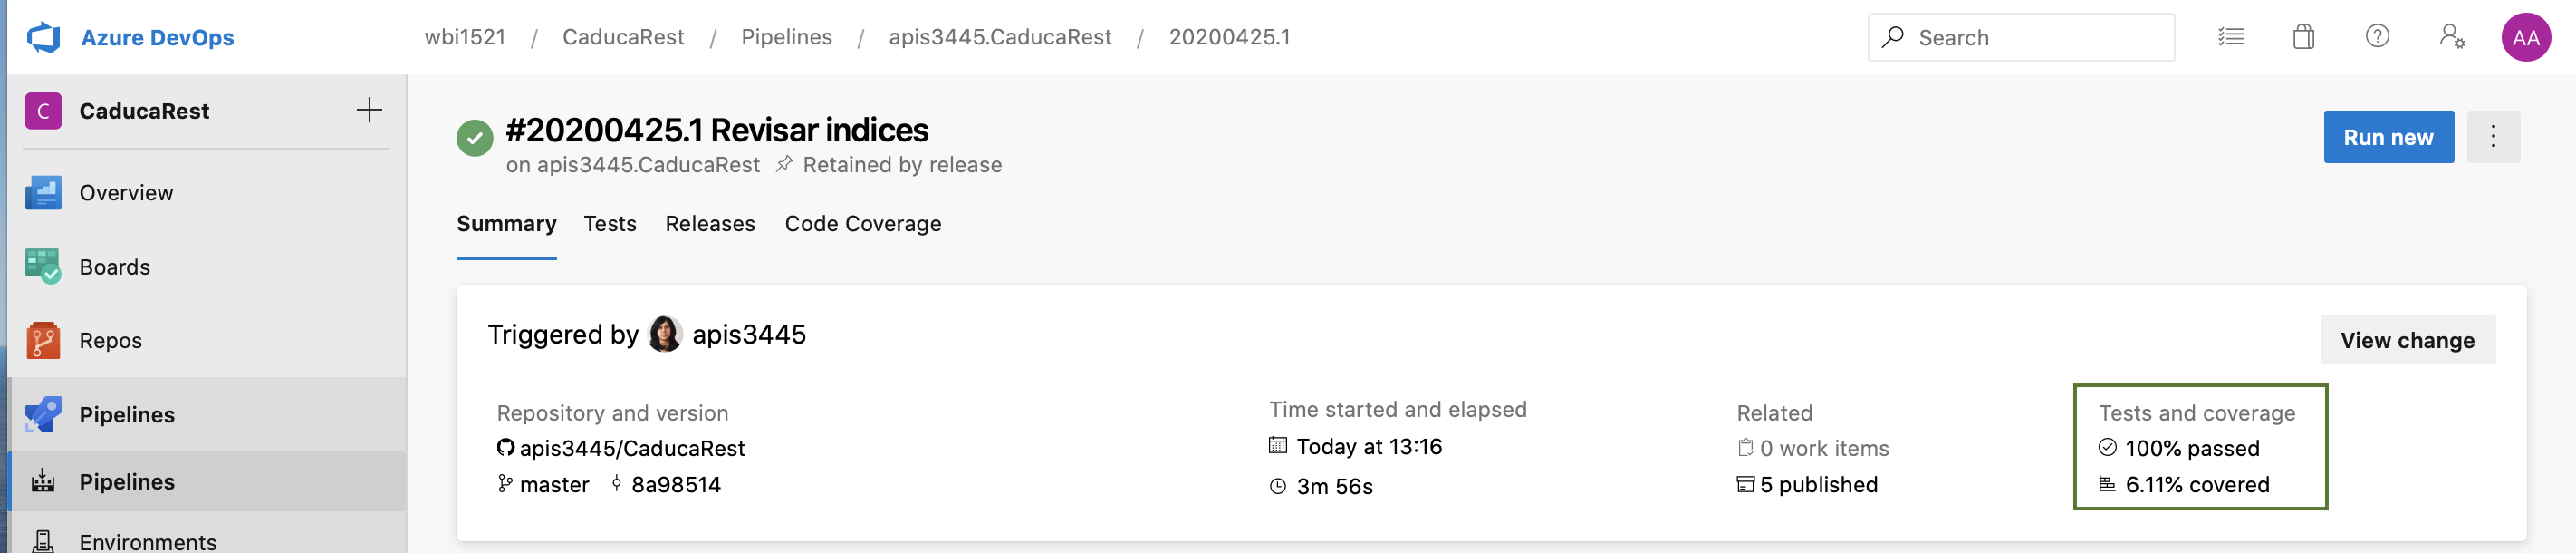 Azure DevOps wbi1521 / CaducaRest / Pipelines / apis3445.CaducaRest / 20200425.1 Search AA
C CaducaRest
Overview
Boards
Repos
Pipelines
Pipelines
Environments
#20200425.1 Revisar indices
on apis3445.CaducaRest Retained by release
Run new
Summary Tests Releases Code Coverage
Triggered by apis3445
View change
Repository and version
apis3445/CaducaRest
master 8a98514
Time started and elapsed
Today at 13:16
3m 56s
Related
0 work items
5 published
Tests and coverage
100% passed
6.11% covered